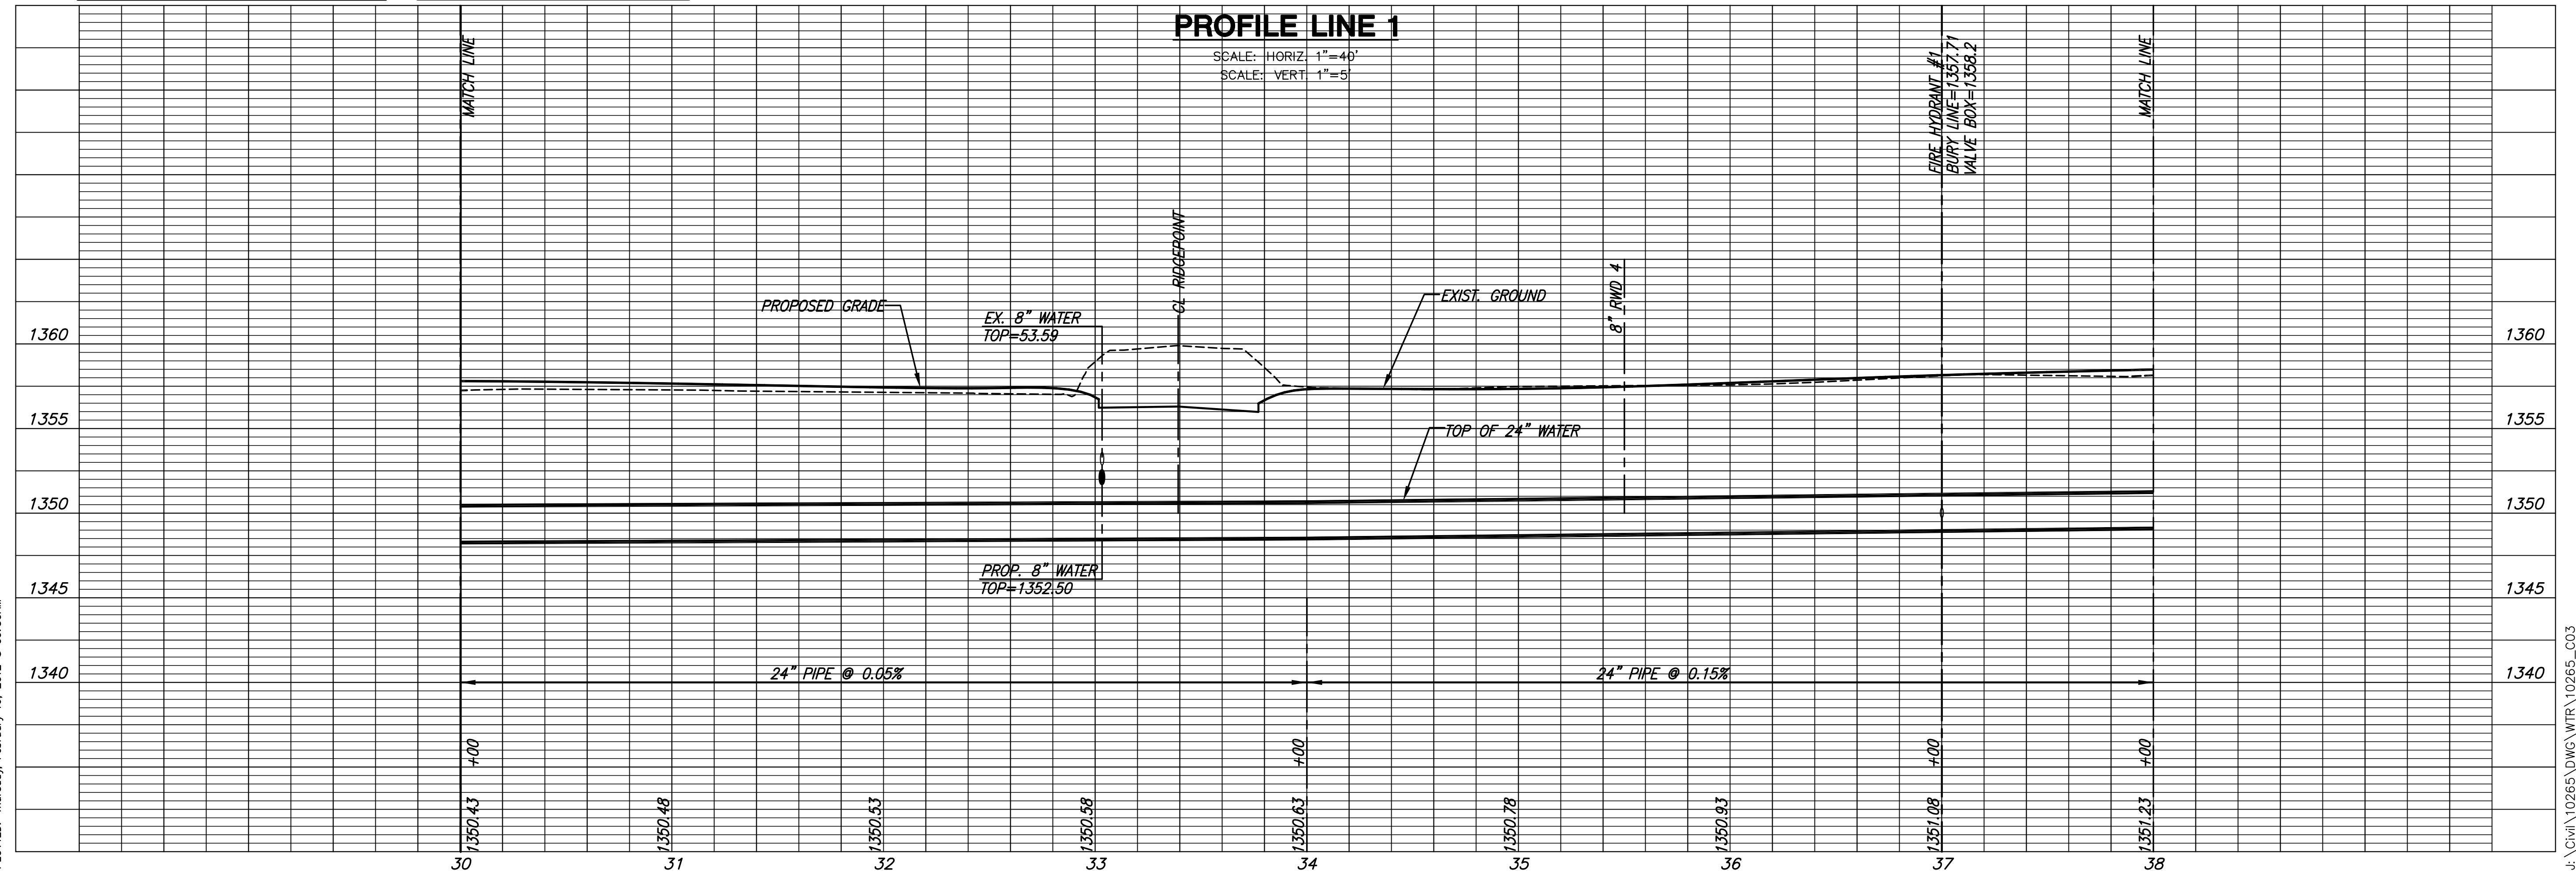 PROFILE LINE 1
SCALE: HORIZ. 1"=40'
SCALE: VERT. 1"=5'
MATCH LINE
FIRE HYDRANT #1
BURY LINE=1357.71
VALVE BOX=1358.2
MATCH LINE
CL RIDGEPOINT
8" RWD 4
PROPOSED GRADE
EX. 8" WATER
TOP=53.59
EXIST. GROUND
1360
1360
1355
1355
TOP OF 24" WATER
1350
1350
PROP. 8" WATER
TOP=1352.50
1345
1345
1340
1340
24" PIPE @ 0.05%
24" PIPE @ 0.15%
+00
+00
+00
+00
1350.43
1350.48
1350.53
1350.58
1350.63
1350.78
1350.93
1351.08
1351.23
30
31
32
33
34
35
36
37
38
J:\Civil\10265\DWG\WTR\10265_C03